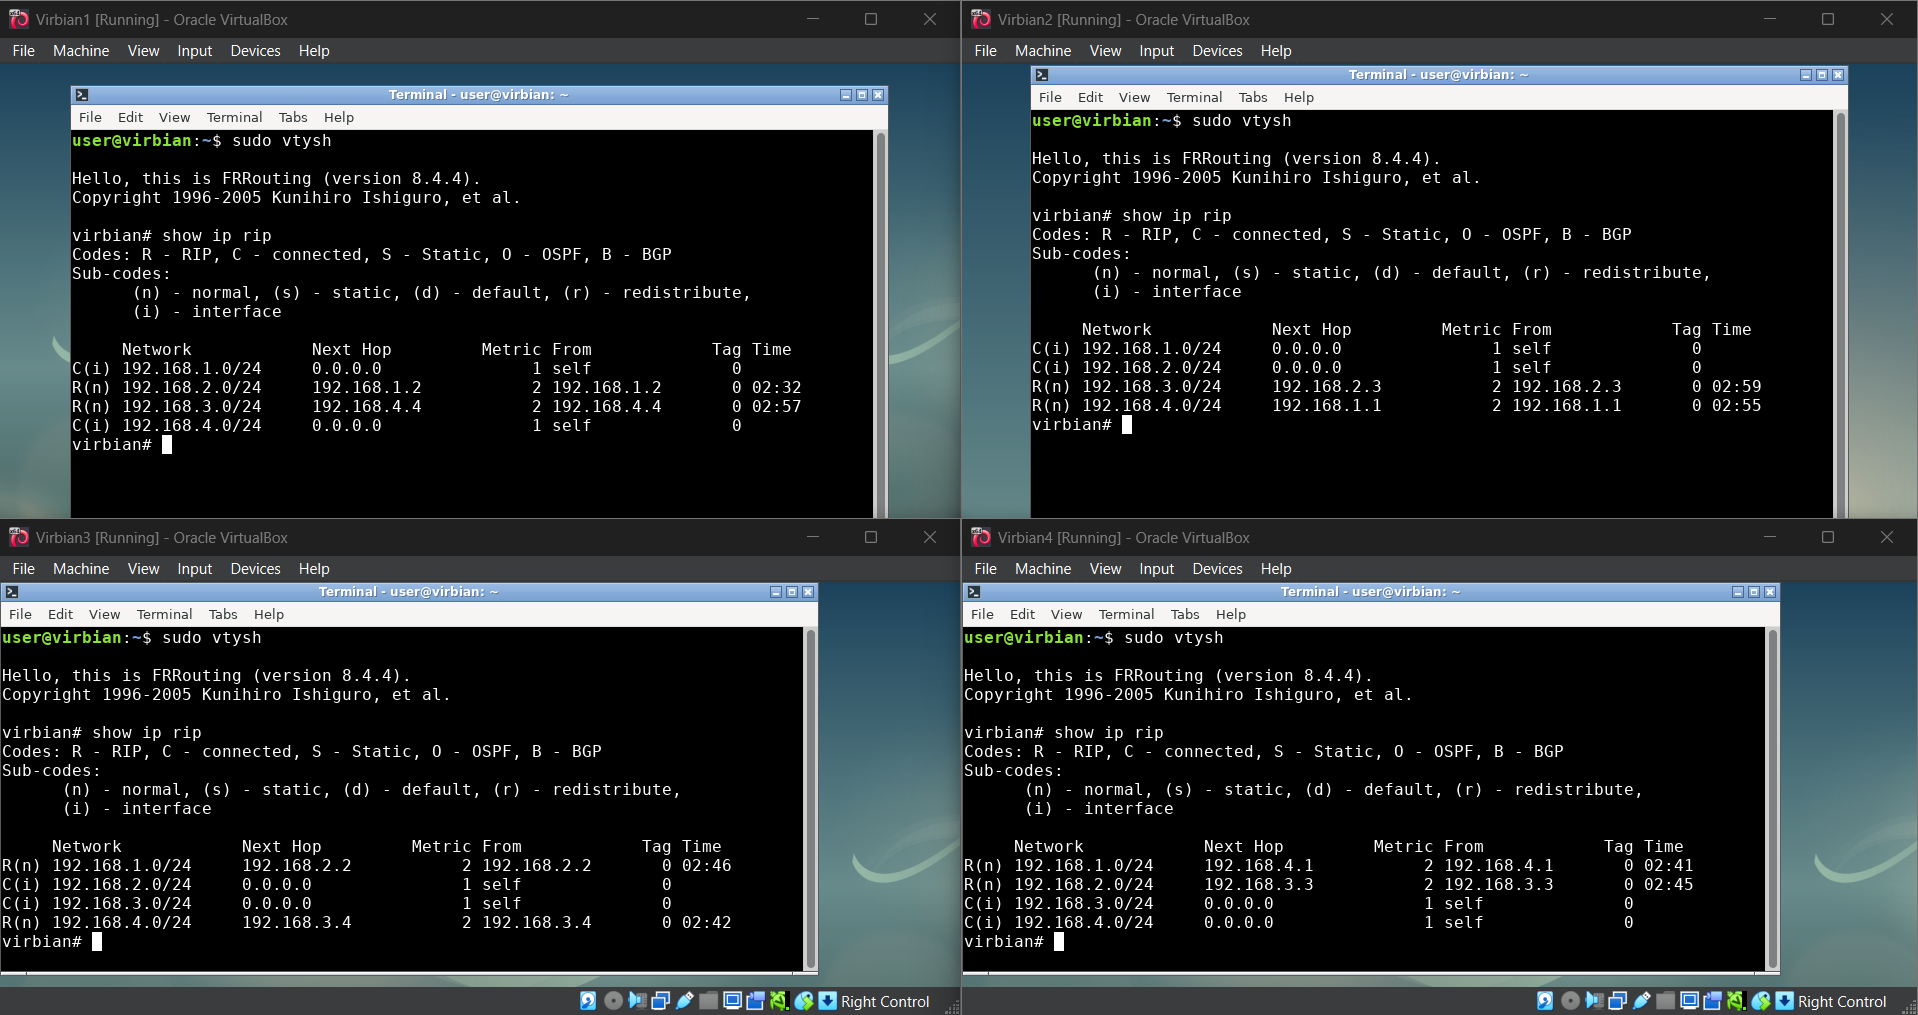 Virbian1 [Running] - Oracle VirtualBox
File Machine View Input Devices Help
Terminal - user@virbian: ~
File Edit View Terminal Tabs Help
user@virbian:~$ sudo vtysh
Hello, this is FRRouting (version 8.4.4).
Copyright 1996-2005 Kunihiro Ishiguro, et al.
virbian# show ip rip
Codes: R - RIP, C - connected, S - Static, O - OSPF, B - BGP
Sub-codes:
(n) - normal, (s) - static, (d) - default, (r) - redistribute,
(i) - interface
Network Next Hop Metric From Tag Time
C(i) 192.168.1.0/24 0.0.0.0 1 self 0
R(n) 192.168.2.0/24 192.168.1.2 2 192.168.1.2 0 02:32
R(n) 192.168.3.0/24 192.168.4.4 2 192.168.4.4 0 02:57
C(i) 192.168.4.0/24 0.0.0.0 1 self 0
virbian#
Virbian2 [Running] - Oracle VirtualBox
File Machine View Input Devices Help
Terminal - user@virbian: ~
File Edit View Terminal Tabs Help
user@virbian:~$ sudo vtysh
Hello, this is FRRouting (version 8.4.4).
Copyright 1996-2005 Kunihiro Ishiguro, et al.
virbian# show ip rip
Codes: R - RIP, C - connected, S - Static, O - OSPF, B - BGP
Sub-codes:
(n) - normal, (s) - static, (d) - default, (r) - redistribute,
(i) - interface
Network Next Hop Metric From Tag Time
C(i) 192.168.1.0/24 0.0.0.0 1 self 0
C(i) 192.168.2.0/24 0.0.0.0 1 self 0
R(n) 192.168.3.0/24 192.168.2.3 2 192.168.2.3 0 02:59
R(n) 192.168.4.0/24 192.168.1.1 2 192.168.1.1 0 02:55
virbian#
Virbian3 [Running] - Oracle VirtualBox
File Machine View Input Devices Help
Terminal - user@virbian: ~
File Edit View Terminal Tabs Help
user@virbian:~$ sudo vtysh
Hello, this is FRRouting (version 8.4.4).
Copyright 1996-2005 Kunihiro Ishiguro, et al.
virbian# show ip rip
Codes: R - RIP, C - connected, S - Static, O - OSPF, B - BGP
Sub-codes:
(n) - normal, (s) - static, (d) - default, (r) - redistribute,
(i) - interface
Network Next Hop Metric From Tag Time
R(n) 192.168.1.0/24 192.168.2.2 2 192.168.2.2 0 02:46
C(i) 192.168.2.0/24 0.0.0.0 1 self 0
C(i) 192.168.3.0/24 0.0.0.0 1 self 0
R(n) 192.168.4.0/24 192.168.3.4 2 192.168.3.4 0 02:42
virbian#
Right Control
Virbian4 [Running] - Oracle VirtualBox
File Machine View Input Devices Help
Terminal - user@virbian: ~
File Edit View Terminal Tabs Help
user@virbian:~$ sudo vtysh
Hello, this is FRRouting (version 8.4.4).
Copyright 1996-2005 Kunihiro Ishiguro, et al.
virbian# show ip rip
Codes: R - RIP, C - connected, S - Static, O - OSPF, B - BGP
Sub-codes:
(n) - normal, (s) - static, (d) - default, (r) - redistribute,
(i) - interface
Network Next Hop Metric From Tag Time
R(n) 192.168.1.0/24 192.168.4.1 2 192.168.4.1 0 02:41
R(n) 192.168.2.0/24 192.168.3.3 2 192.168.3.3 0 02:45
C(i) 192.168.3.0/24 0.0.0.0 1 self 0
C(i) 192.168.4.0/24 0.0.0.0 1 self 0
virbian#
Right Control